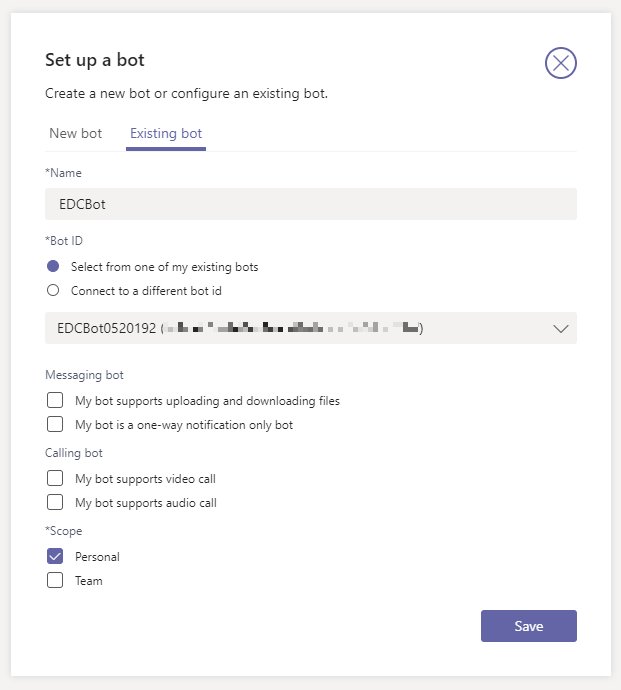 Set up a bot
Create a new bot or configure an existing bot.
New bot Existing bot
*Name
EDCBot
*Bot ID
Select from one of my existing bots
Connect to a different bot id
EDCBot0520192 ( )
Messaging bot
My bot supports uploading and downloading files
My bot is a one-way notification only bot
Calling bot
My bot supports video call
My bot supports audio call
*Scope
Personal
Team
Save